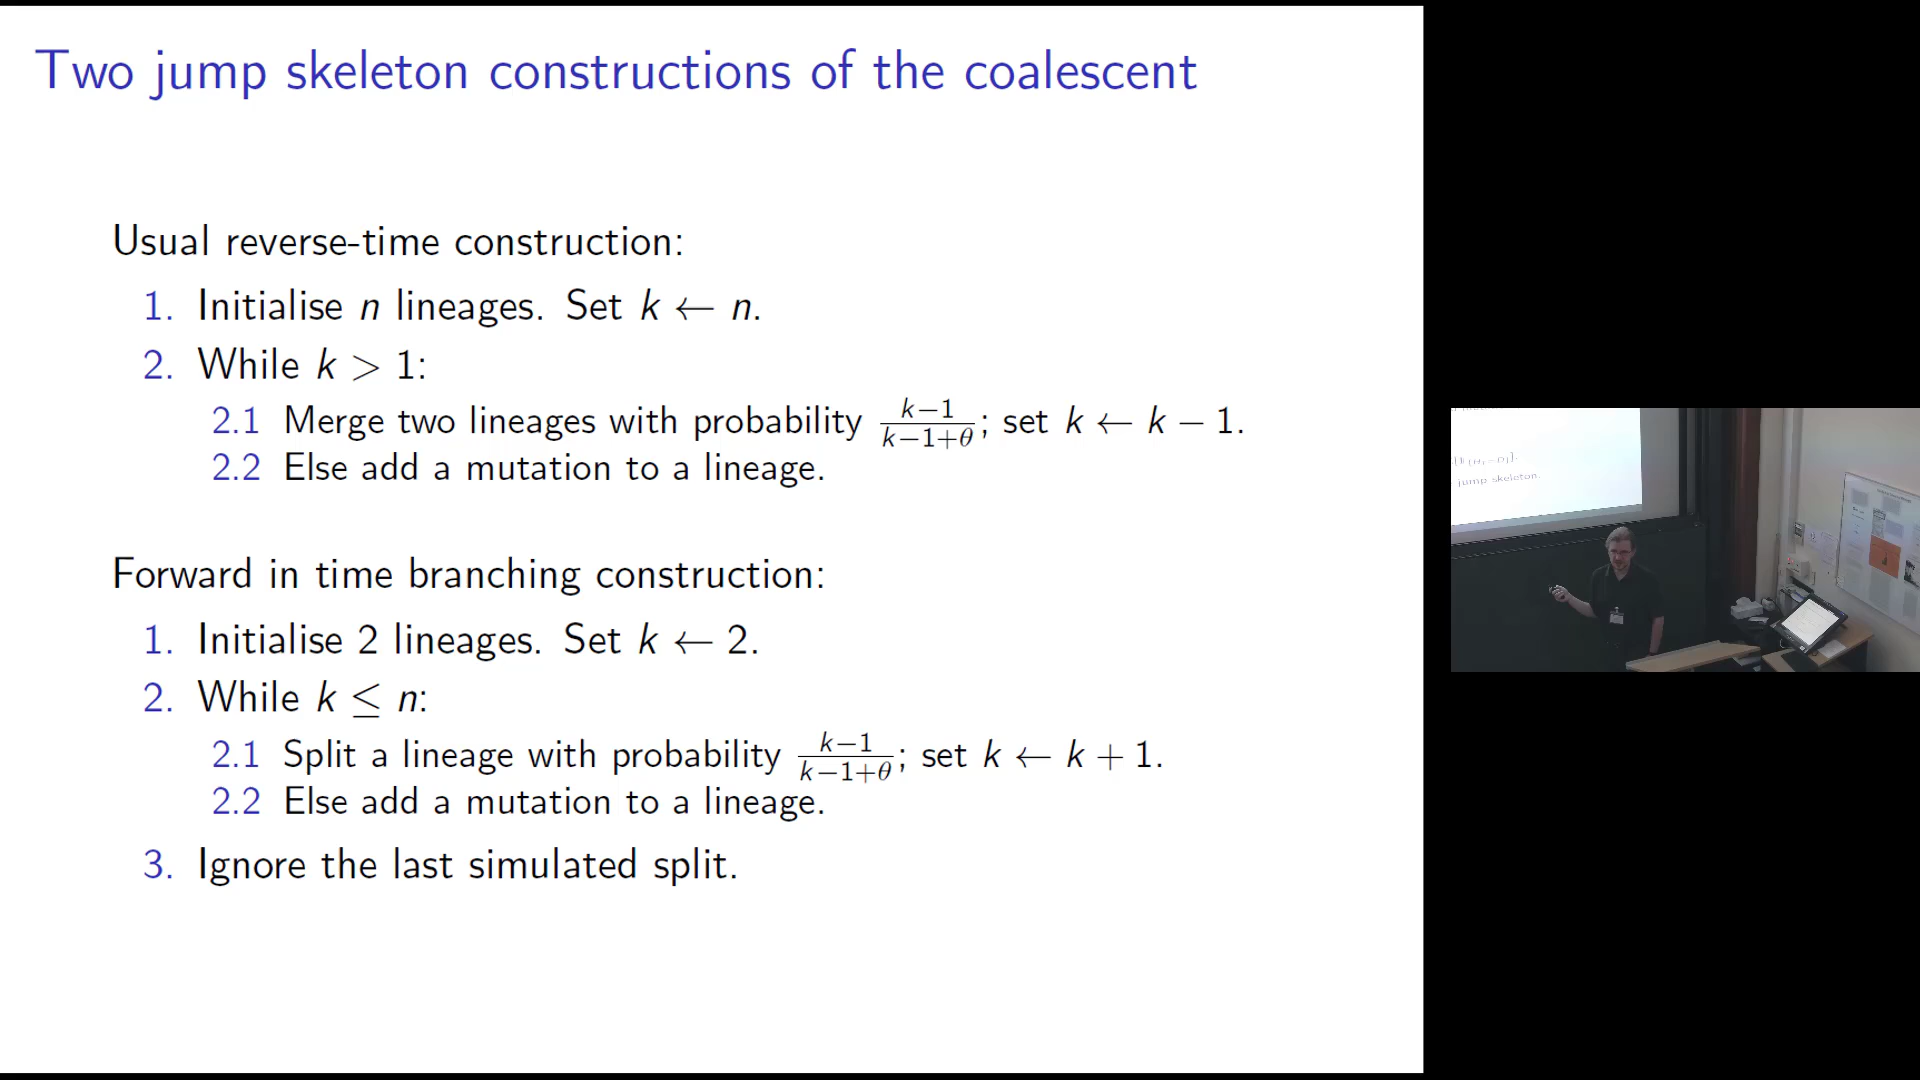 Two jump skeleton constructions of the coalescent
Usual reverse-time construction:
1. Initialise n lineages. Set k ← n.
2. While k > 1:
2.1 Merge two lineages with probability \frac{k−1}{k−1+θ}; set k ← k − 1.
2.2 Else add a mutation to a lineage.
Forward in time branching construction:
1. Initialise 2 lineages. Set k ← 2.
2. While k ≤ n:
2.1 Split a lineage with probability \frac{k−1}{k−1+θ}; set k ← k + 1.
2.2 Else add a mutation to a lineage.
3. Ignore the last simulated split.
jump skeleton.